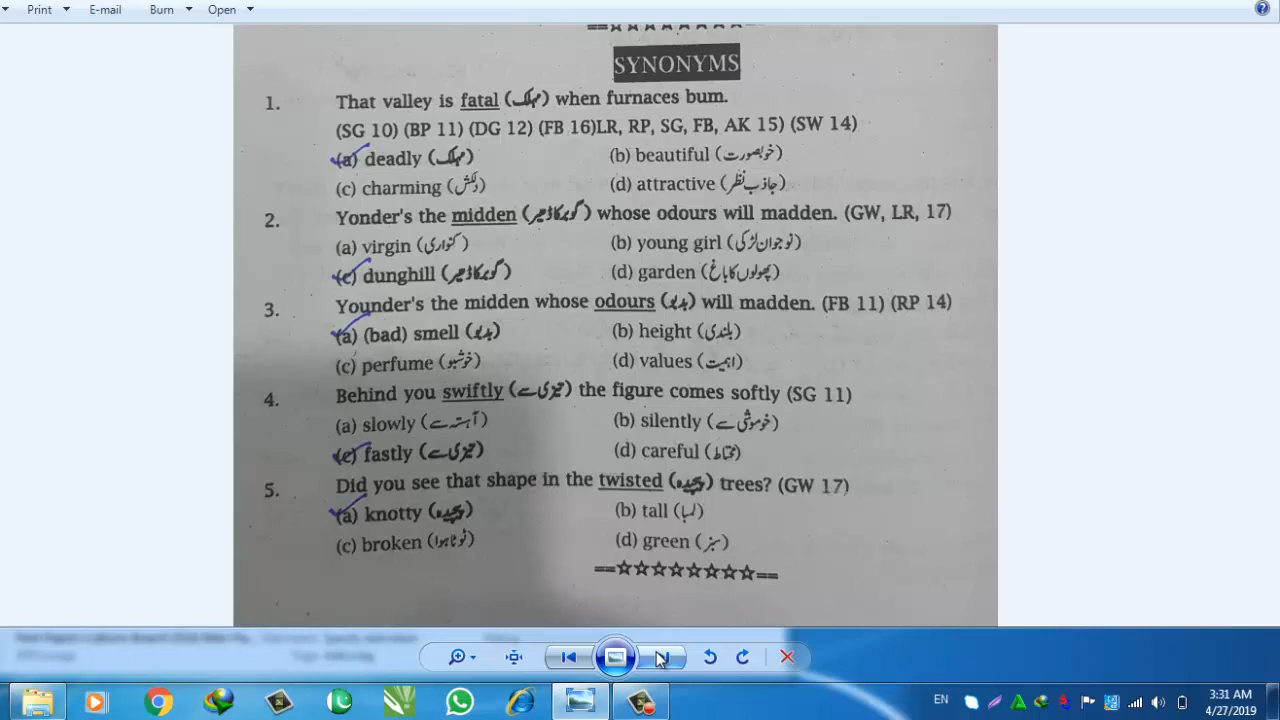 Print E-mail Burn Open
SYNONYMS
1. That valley is fatal (مہلک) when furnaces bum.
(SG 10) (BP 11) (DG 12) (FB 16)LR, RP, SG, FB, AK 15) (SW 14)
(a) deadly (مہلک) (b) beautiful (خوبصورت)
(c) charming (دلکش) (d) attractive (جاذب نظر)
2. Yonder's the midden (گوبر کا ڈھیر) whose odours will madden. (GW, LR, 17)
(a) virgin (کنواری) (b) young girl (نوجوان لڑکی)
(c) dunghill (گوبر کا ڈھیر) (d) garden (پھولوں کا باغ)
3. Younder's the midden whose odours (بدبو) will madden. (FB 11) (RP 14)
(a) (bad) smell (بدبو) (b) height (بلندی)
(c) perfume (خوشبو) (d) values (اہمیت)
4. Behind you swiftly (تیزی سے) the figure comes softly (SG 11)
(a) slowly (آہستہ سے) (b) silently (خموشی سے)
(c) fastly (تیزی سے) (d) careful (محتاط)
5. Did you see that shape in the twisted (پیچیدہ) trees? (GW 17)
(a) knotty (پیچیدہ) (b) tall (لمبا)
(c) broken (ٹوٹا ہوا) (d) green (سبز)
EN 3:31 AM
4/27/2019